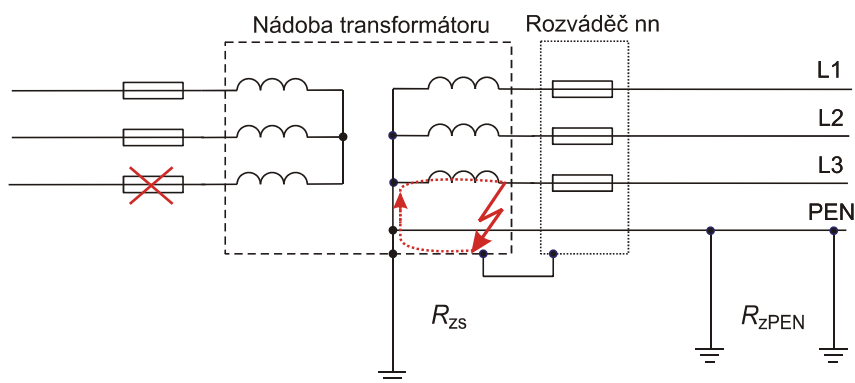 Nádoba transformátoru
Rozváděč nn
L1
L2
L3
PEN
Rzs
RzPEN